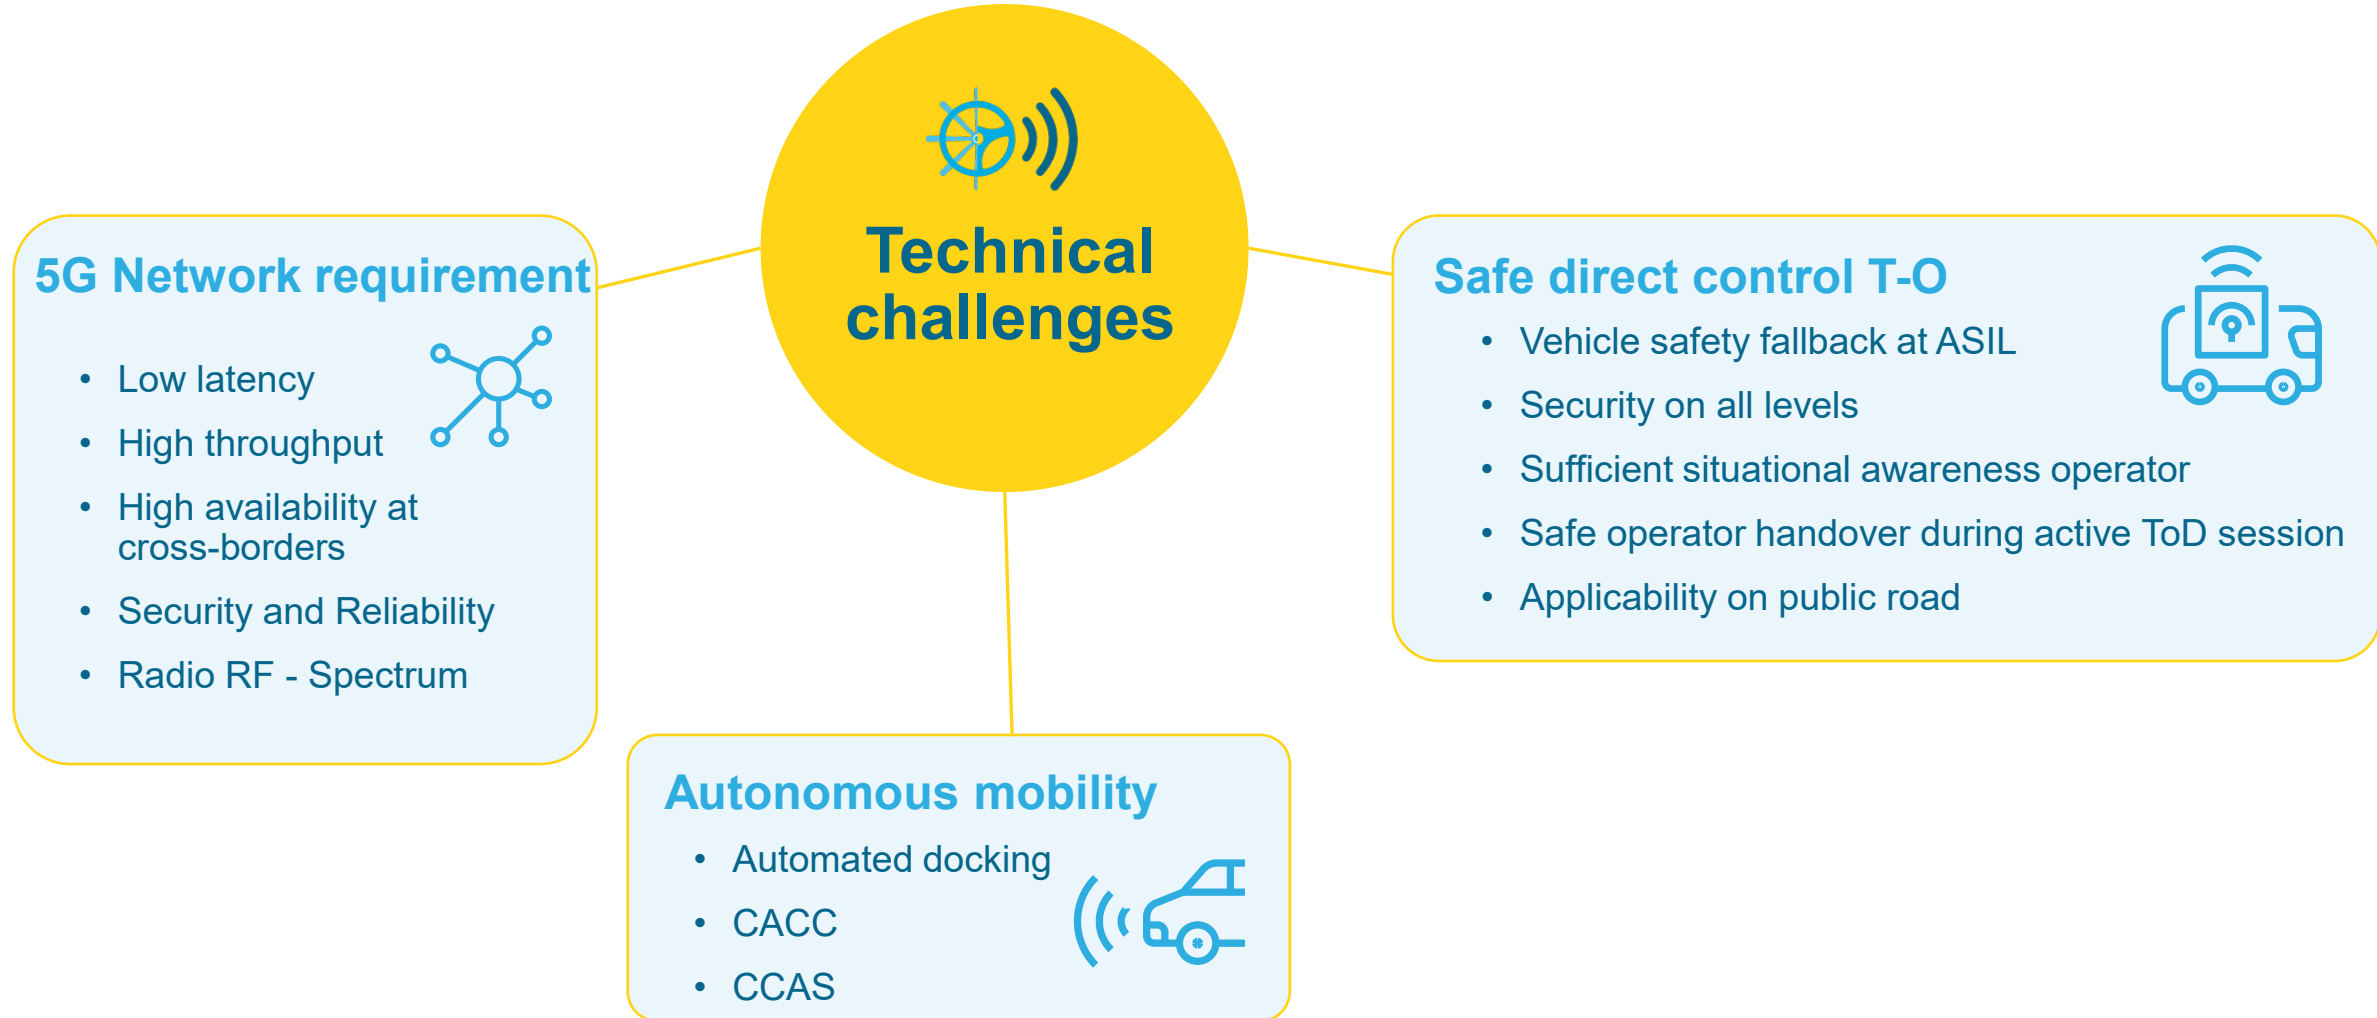 Technical
challenges
5G Network requirement
• Low latency
• High throughput
• High availability at
cross-borders
• Security and Reliability
• Radio RF - Spectrum
Safe direct control T-O
• Vehicle safety fallback at ASIL
• Security on all levels
• Sufficient situational awareness operator
• Safe operator handover during active ToD session
• Applicability on public road
Autonomous mobility
• Automated docking
• CACC
• CCAS